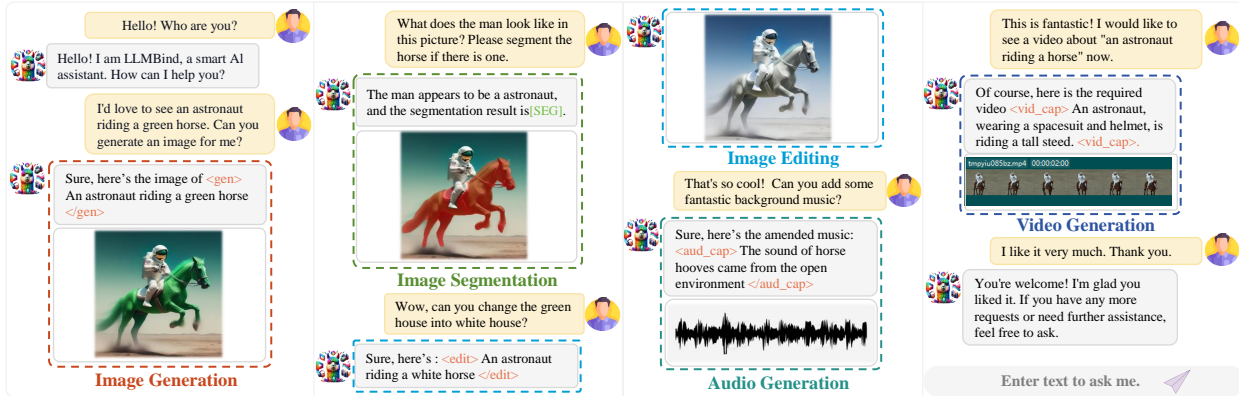 Hello! Who are you?
Hello! I am LLMBind, a smart Al
assistant. How can I help you?
I'd love to see an astronaut
riding a green horse. Can you
generate an image for me?
Sure, here's the image of <gen>
An astronaut riding a green horse
</gen>
Image Generation
What does the man look like in
this picture? Please segment the
horse if there is one.
The man appears to be a astronaut,
and the segmentation result is[SEG].
Image Segmentation
Wow, can you change the green
house into white house?
Sure, here's : <edit> An astronaut
riding a white horse </edit>
Image Editing
That's so cool! Can you add some
fantastic background music?
Sure, here's the amended music:
<aud_cap> The sound of horse
hooves came from the open
environment </aud_cap>
Audio Generation
This is fantastic! I would like to
see a video about "an astronaut
riding a horse" now.
Of course, here is the required
video <vid_cap> An astronaut,
wearing a spacesuit and helmet, is
riding a tall steed. <vid_cap>.
tmpyiu085bz.mp4 00:00:02:00
Video Generation
I like it very much. Thank you.
You're welcome! I'm glad you
liked it. If you have any more
requests or need further assistance,
feel free to ask.
Enter text to ask me.